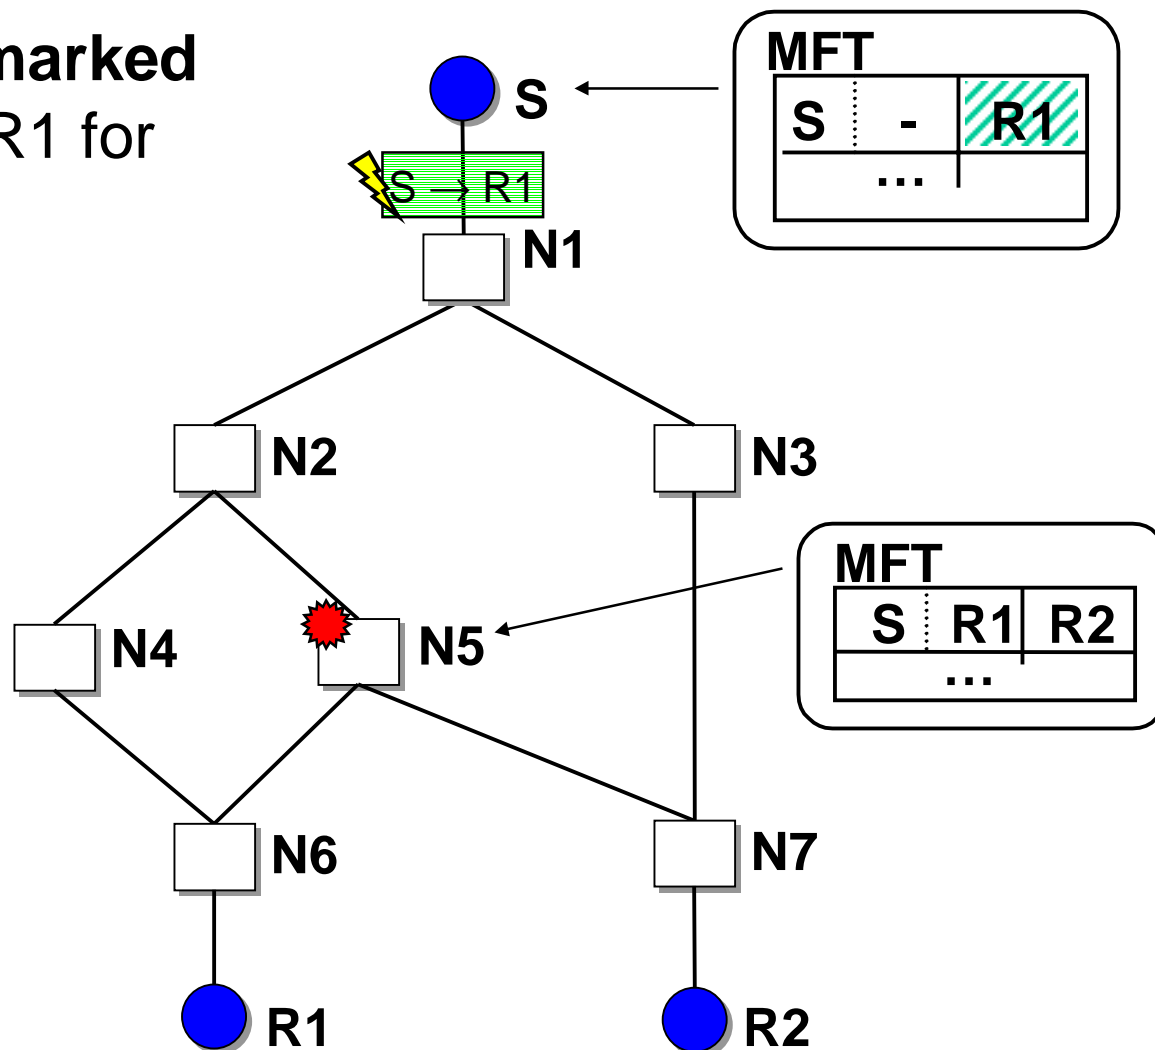 marked
R1 for
MFT
S - R1
...
S
S → R1
N1
N2
N3
MFT
S R1 R2
...
N4
N5
N6
N7
R1
R2